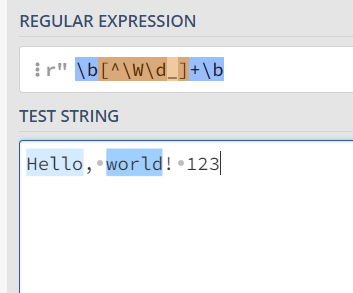 REGULAR EXPRESSION
r" \b[^\W\d_]+\b
TEST STRING
Hello, world! 123